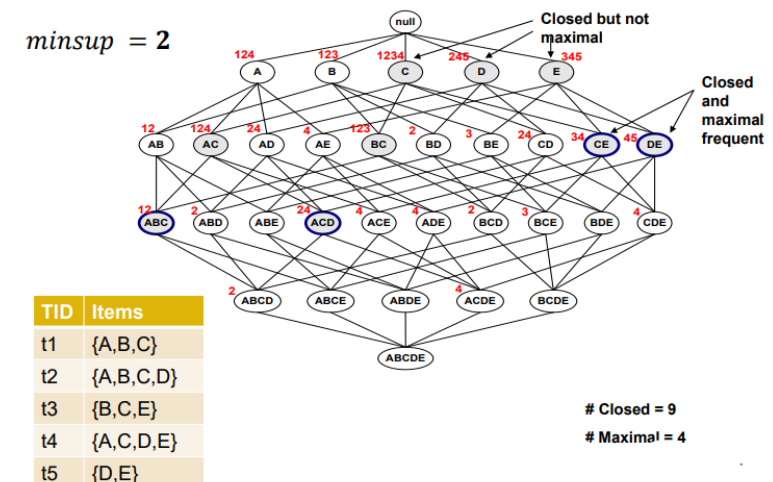 minsup = 2
null
Closed but not
maximal
124 123 1234 245 345
A B C D E
Closed
and
maximal
frequent
12 124 24 4 123 2 3 24 34 45
AB AC AD AE BC BD BE CD CE DE
12 2 24 4 4 2 3 4
ABC ABD ABE ACD ACE ADE BCD BCE BDE CDE
2 4
ABCD ABCE ABDE ACDE BCDE
ABCDE
TID Items
t1 {A,B,C}
t2 {A,B,C,D}
t3 {B,C,E}
t4 {A,C,D,E}
t5 {D,E}
# Closed = 9
# Maximal = 4